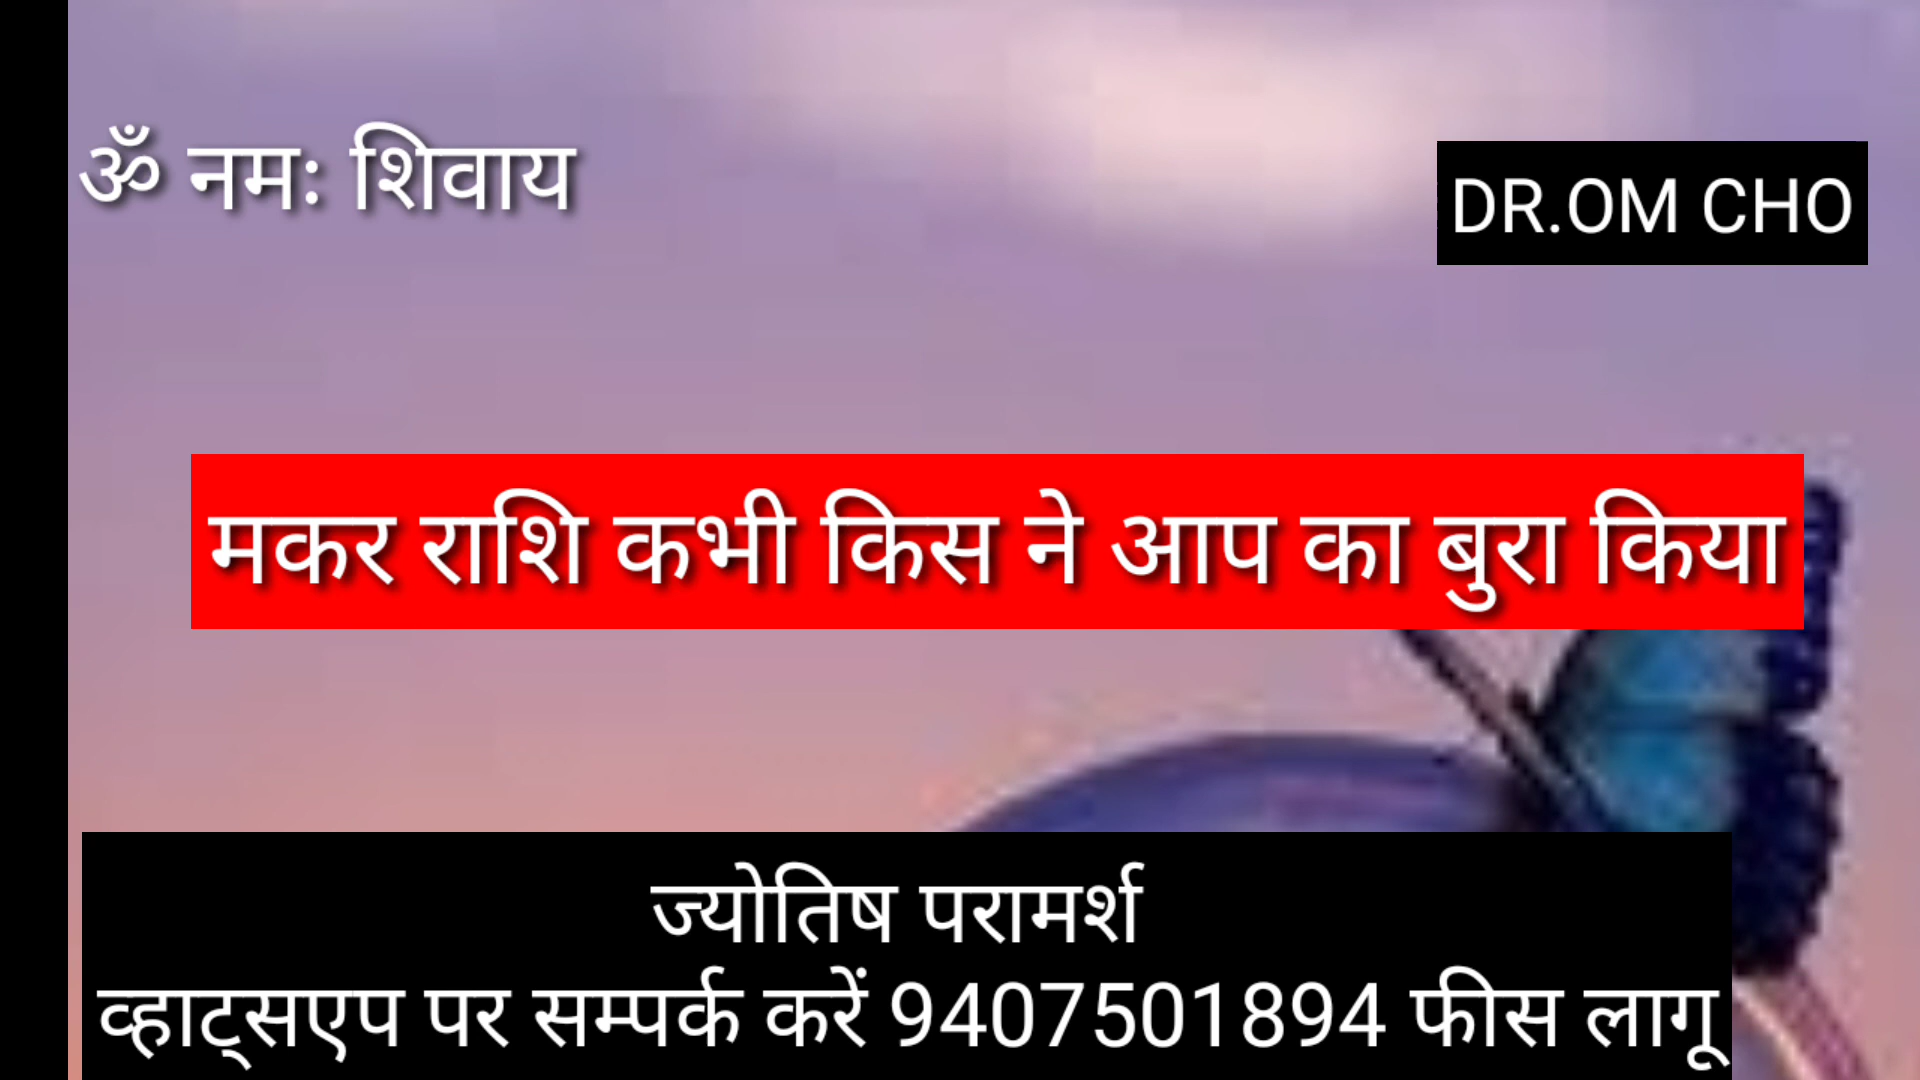 ॐ नमः शिवाय
DR.OM CHO
मकर राशि कभी किस ने आप का बुरा किया
ज्योतिष परामर्श
व्हाट्सएप पर सम्पर्क करें 9407501894 फीस लागू